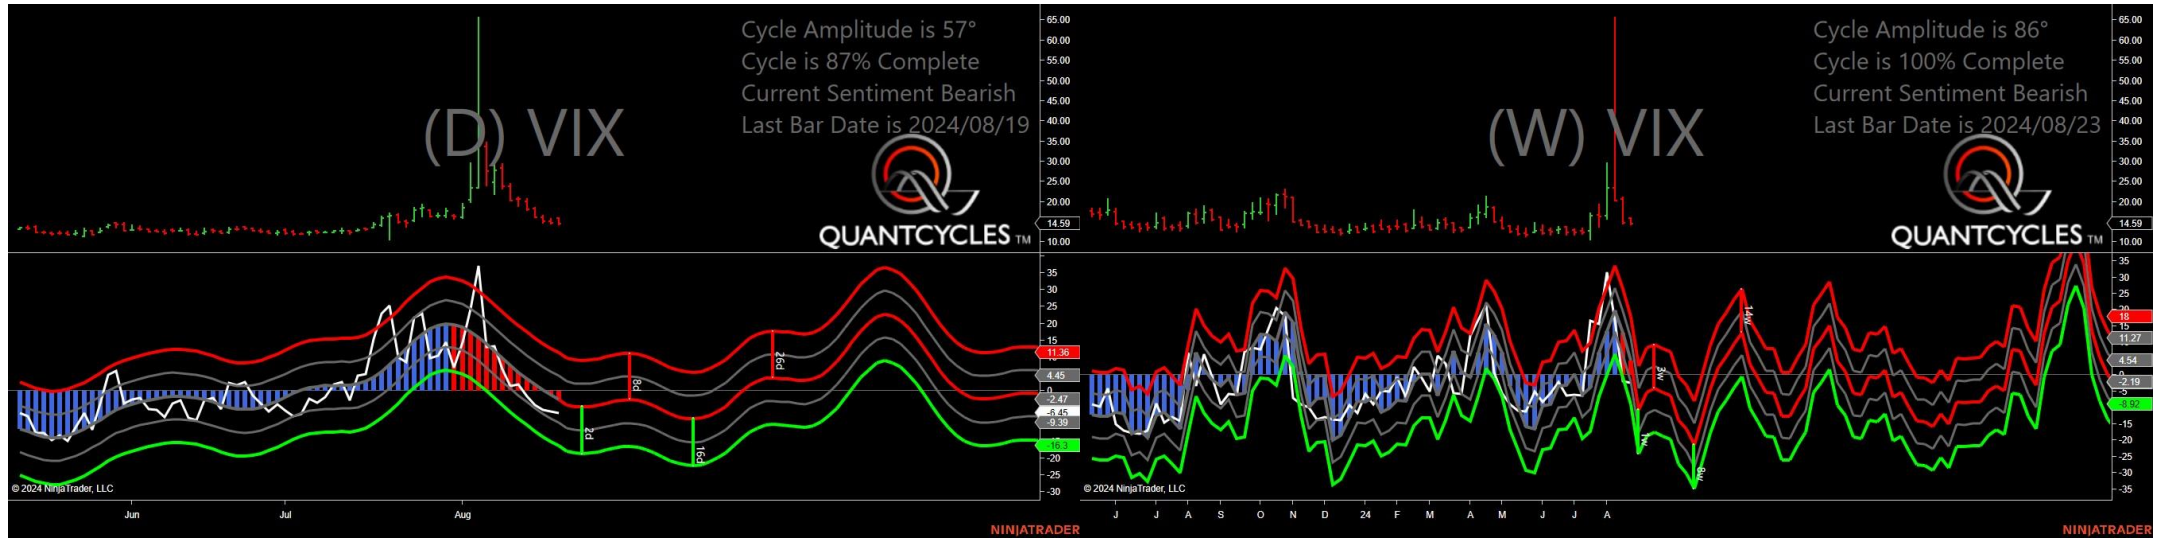 Cycle Amplitude is 57°
Cycle is 87% Complete
Current Sentiment Bearish
Last Bar Date is 2024/08/19
(D) VIX
QUANTCYCLES TM
65.00
60.00
55.00
50.00
45.00
40.00
35.00
30.00
25.00
20.00
14.59
10.00
35
30
25
20
15
11.36
4.45
-2.47
-6.45
-9.39
-16.3
-20
-25
-30
2d
8d
16d
26d
© 2024 NinjaTrader, LLC
Jun Jul Aug
NINJATRADER
Cycle Amplitude is 86°
Cycle is 100% Complete
Current Sentiment Bearish
Last Bar Date is 2024/08/23
(W) VIX
QUANTCYCLES TM
65.00
60.00
55.00
50.00
45.00
40.00
35.00
30.00
25.00
20.00
14.59
10.00
35
30
25
18
15
11.27
4.54
-2.19
-5
-8.92
-15
-20
-25
-30
-35
1w
3w
8w
14w
© 2024 NinjaTrader, LLC
J J A S O N D 24 F M A M J J A
NINJATRADER